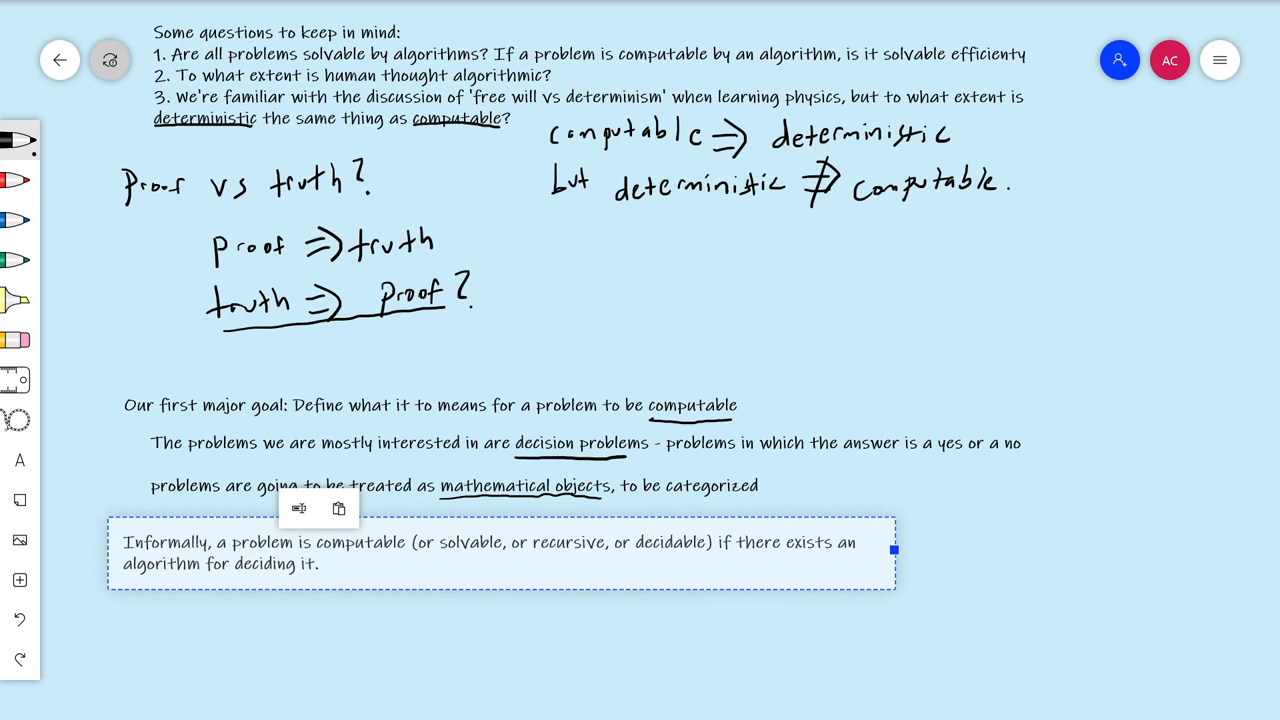 Some questions to keep in mind:
1. Are all problems solvable by algorithms? If a problem is computable by an algorithm, is it solvable efficienty
2. To what extent is human thought algorithmic?
3. We're familiar with the discussion of 'free will vs determinism' when learning physics, but to what extent is
deterministic the same thing as computable?
computable ⇒ deterministic
but deterministic ⇏ computable.
Proof vs truth?
proof ⇒ truth
truth ⇒ proof?
Our first major goal: Define what it to means for a problem to be computable
The problems we are mostly interested in are decision problems - problems in which the answer is a yes or a no
problems are going to be treated as mathematical objects, to be categorized
Informally, a problem is computable (or solvable, or recursive, or decidable) if there exists an
algorithm for deciding it.
AC
A